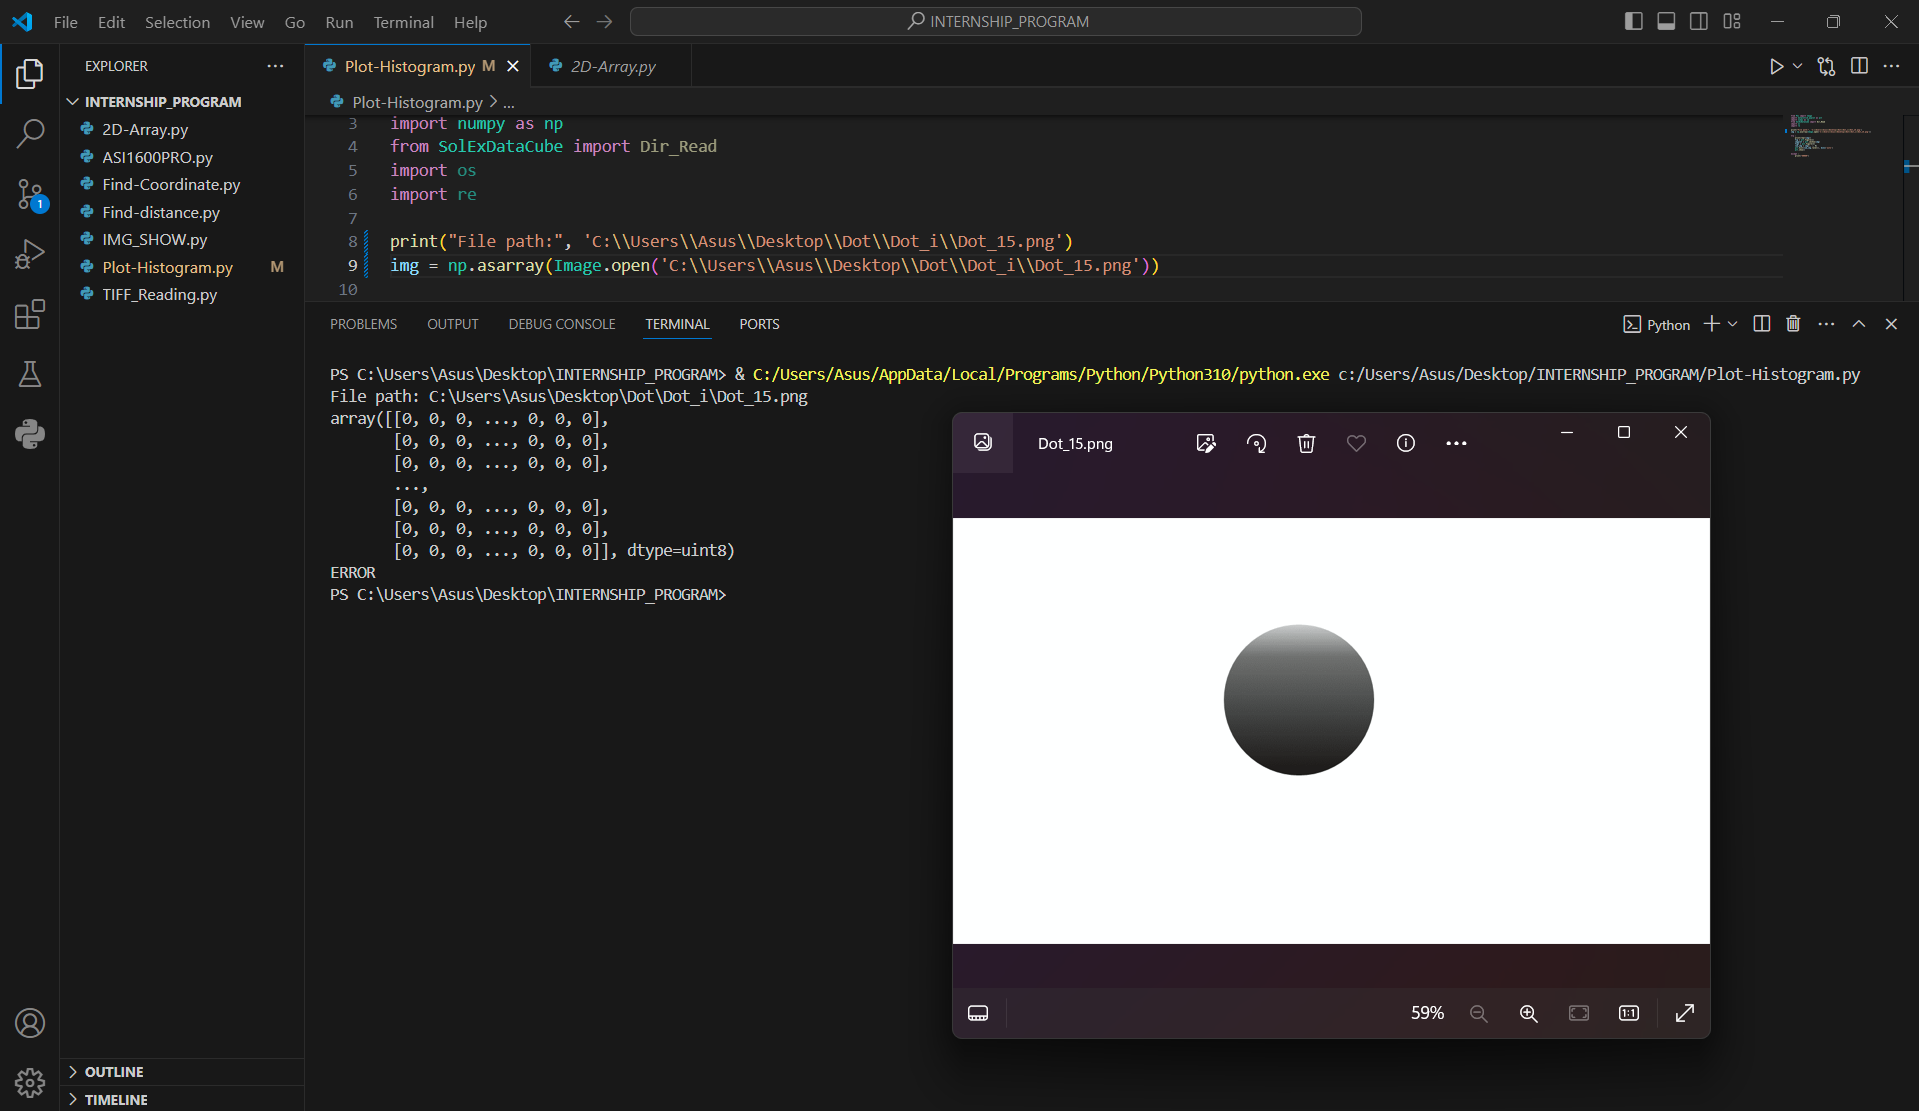 File Edit Selection View Go Run Terminal Help
INTERNSHIP_PROGRAM
EXPLORER
INTERNSHIP_PROGRAM
2D-Array.py
ASI1600PRO.py
Find-Coordinate.py
Find-distance.py
IMG_SHOW.py
Plot-Histogram.py M
TIFF_Reading.py
1
OUTLINE
TIMELINE
Plot-Histogram.py M
2D-Array.py
Plot-Histogram.py > ...
3 import numpy as np
4 from SolExDataCube import Dir_Read
5 import os
6 import re
7
8 print("File path:", 'C:\\Users\\Asus\\Desktop\\Dot\\Dot_i\\Dot_15.png')
9 img = np.asarray(Image.open('C:\\Users\\Asus\\Desktop\\Dot\\Dot_i\\Dot_15.png'))
10
PROBLEMS OUTPUT DEBUG CONSOLE TERMINAL PORTS
Python
PS C:\Users\Asus\Desktop\INTERNSHIP_PROGRAM> & C:/Users/Asus/AppData/Local/Programs/Python/Python310/python.exe c:/Users/Asus/Desktop/INTERNSHIP_PROGRAM/Plot-Histogram.py
File path: C:\Users\Asus\Desktop\Dot\Dot_i\Dot_15.png
array([[0, 0, 0, ..., 0, 0, 0],
[0, 0, 0, ..., 0, 0, 0],
[0, 0, 0, ..., 0, 0, 0],
...,
[0, 0, 0, ..., 0, 0, 0],
[0, 0, 0, ..., 0, 0, 0],
[0, 0, 0, ..., 0, 0, 0]], dtype=uint8)
ERROR
PS C:\Users\Asus\Desktop\INTERNSHIP_PROGRAM>
Dot_15.png
59%
1:1